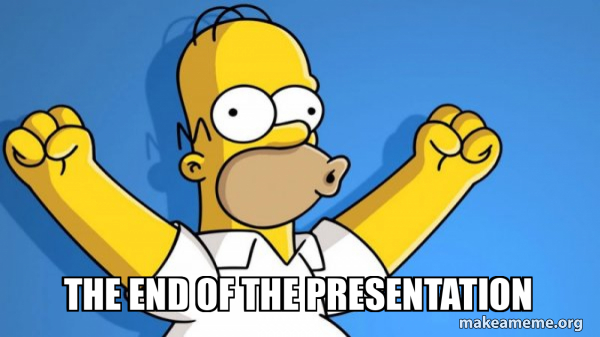 THE END OF THE PRESENTATION
makeameme.org